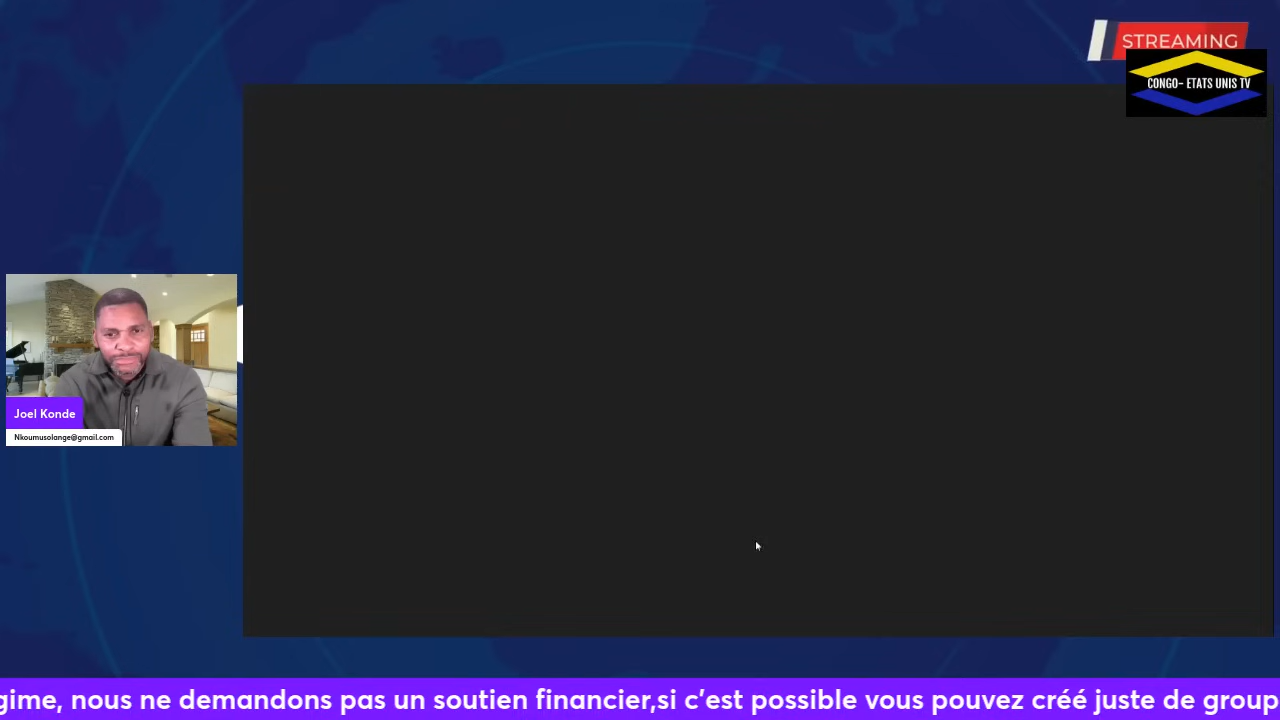 STREAMING
CONGO- ETATS UNIS TV
Joel Konde
Nkoumusolange@gmail.com
gime, nous ne demandons pas un soutien financier,si c'est possible vous pouvez créé juste de group